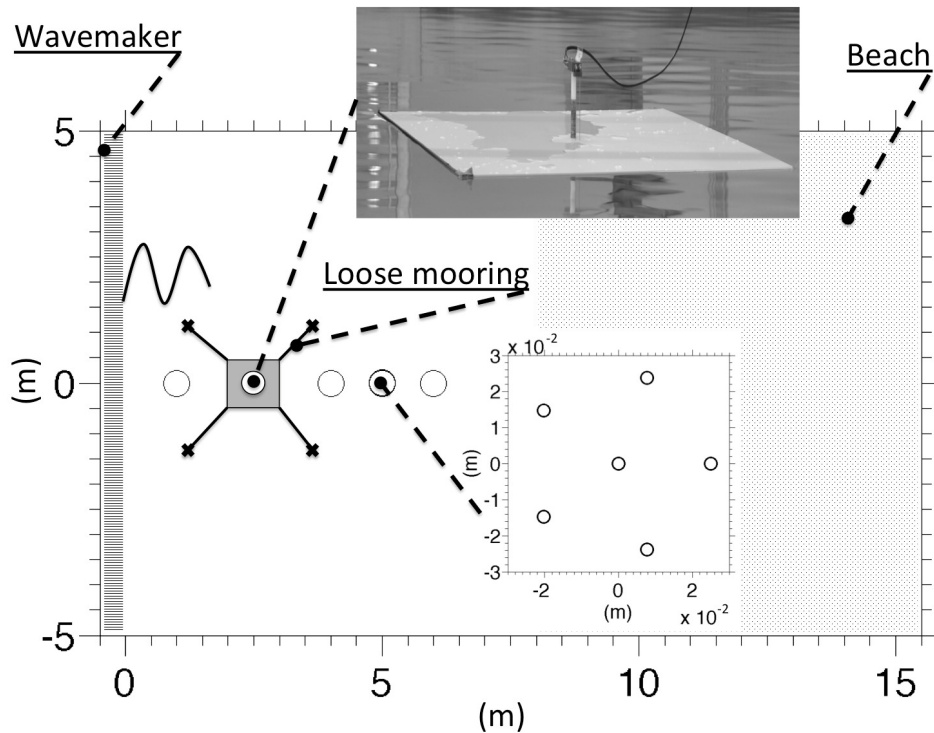 Wavemaker
Beach
5
Loose mooring
(m)
0
-5
0
5
10
15
(m)
x 10⁻²
3
2
1
0
-1
-2
-3
(m)
-2
0
2
(m)
x 10⁻²